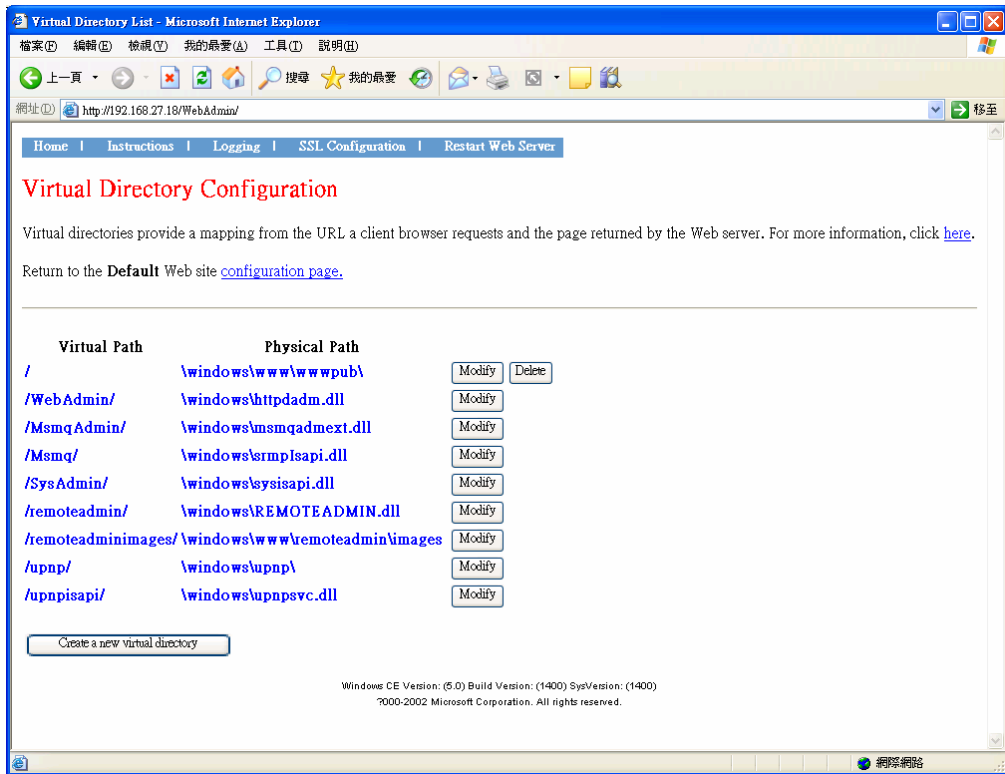 Virtual Directory List - Microsoft Internet Explorer
檔案(F) 編輯(E) 檢視(V) 我的最愛(A) 工具(T) 說明(H)
上一頁 搜尋 我的最愛
網址(D) http://192.168.27.18/WebAdmin/ 移至
Home | Instructions | Logging | SSL Configuration | Restart Web Server
Virtual Directory Configuration
Virtual directories provide a mapping from the URL a client browser requests and the page returned by the Web server. For more information, click here.
Return to the Default Web site configuration page.
Virtual Path Physical Path
/ \windows\www\wwwpub\ Modify Delete
/WebAdmin/ \windows\httpdadm.dll Modify
/MsmqAdmin/ \windows\msmqadmext.dll Modify
/Msmq/ \windows\srmpIsapi.dll Modify
/SysAdmin/ \windows\sysisapi.dll Modify
/remoteadmin/ \windows\REMOTEADMIN.dll Modify
/remoteadminimages/ \windows\www\remoteadmin\images Modify
/upnp/ \windows\upnp\ Modify
/upnpisapi/ \windows\upnpsvc.dll Modify
Create a new virtual directory
Windows CE Version: (5.0) Build Version: (1400) SysVersion: (1400)
?000-2002 Microsoft Corporation. All rights reserved.
網際網路